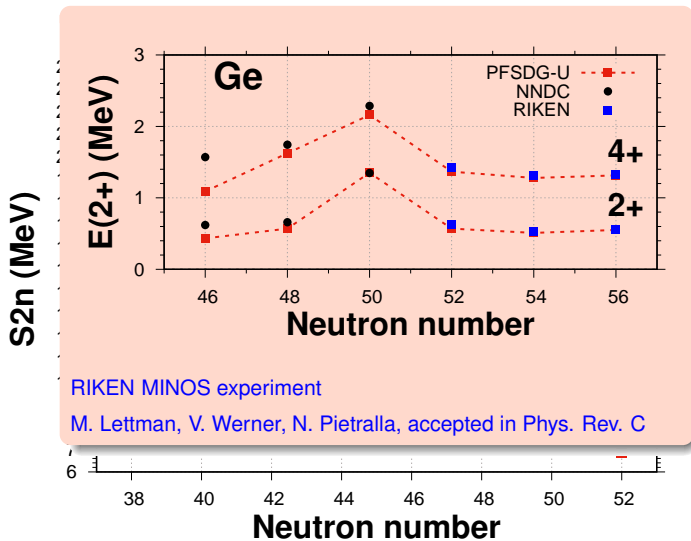 3
Ge
PFSDG-U
NNDC
RIKEN
2
4+
1
2+
0
E(2+) (MeV)
46 48 50 52 54 56
Neutron number
S2n (MeV)
RIKEN MINOS experiment
M. Lettman, V. Werner, N. Pietralla, accepted in Phys. Rev. C
6
38 40 42 44 46 48 50 52
Neutron number